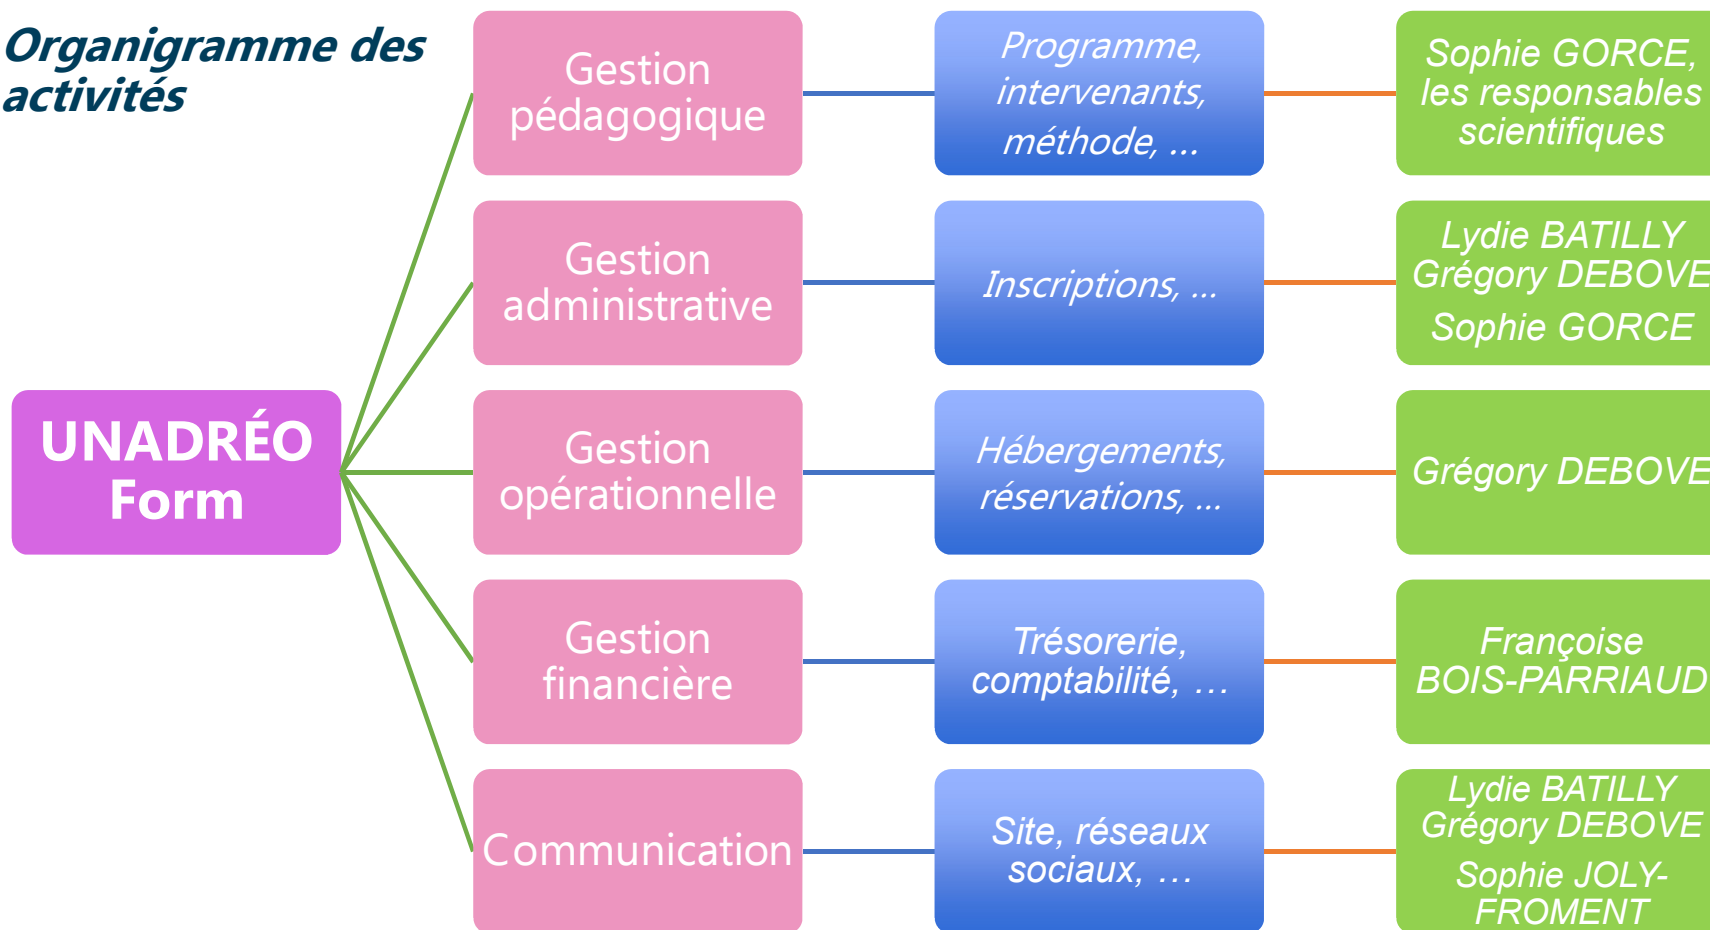 Organigramme des
activités
Gestion
pédagogique
Programme,
intervenants,
méthode, ...
Sophie GORCE,
les responsables
scientifiques
Gestion
administrative
Inscriptions, ...
Lydie BATILLY
Grégory DEBOVE
Sophie GORCE
UNADRÉO
Form
Gestion
opérationnelle
Hébergements,
réservations, ...
Grégory DEBOVE
Gestion
financière
Trésorerie,
comptabilité, …
Françoise
BOIS-PARRIAUD
Communication
Site, réseaux
sociaux, …
Lydie BATILLY
Grégory DEBOVE
Sophie JOLY-
FROMENT